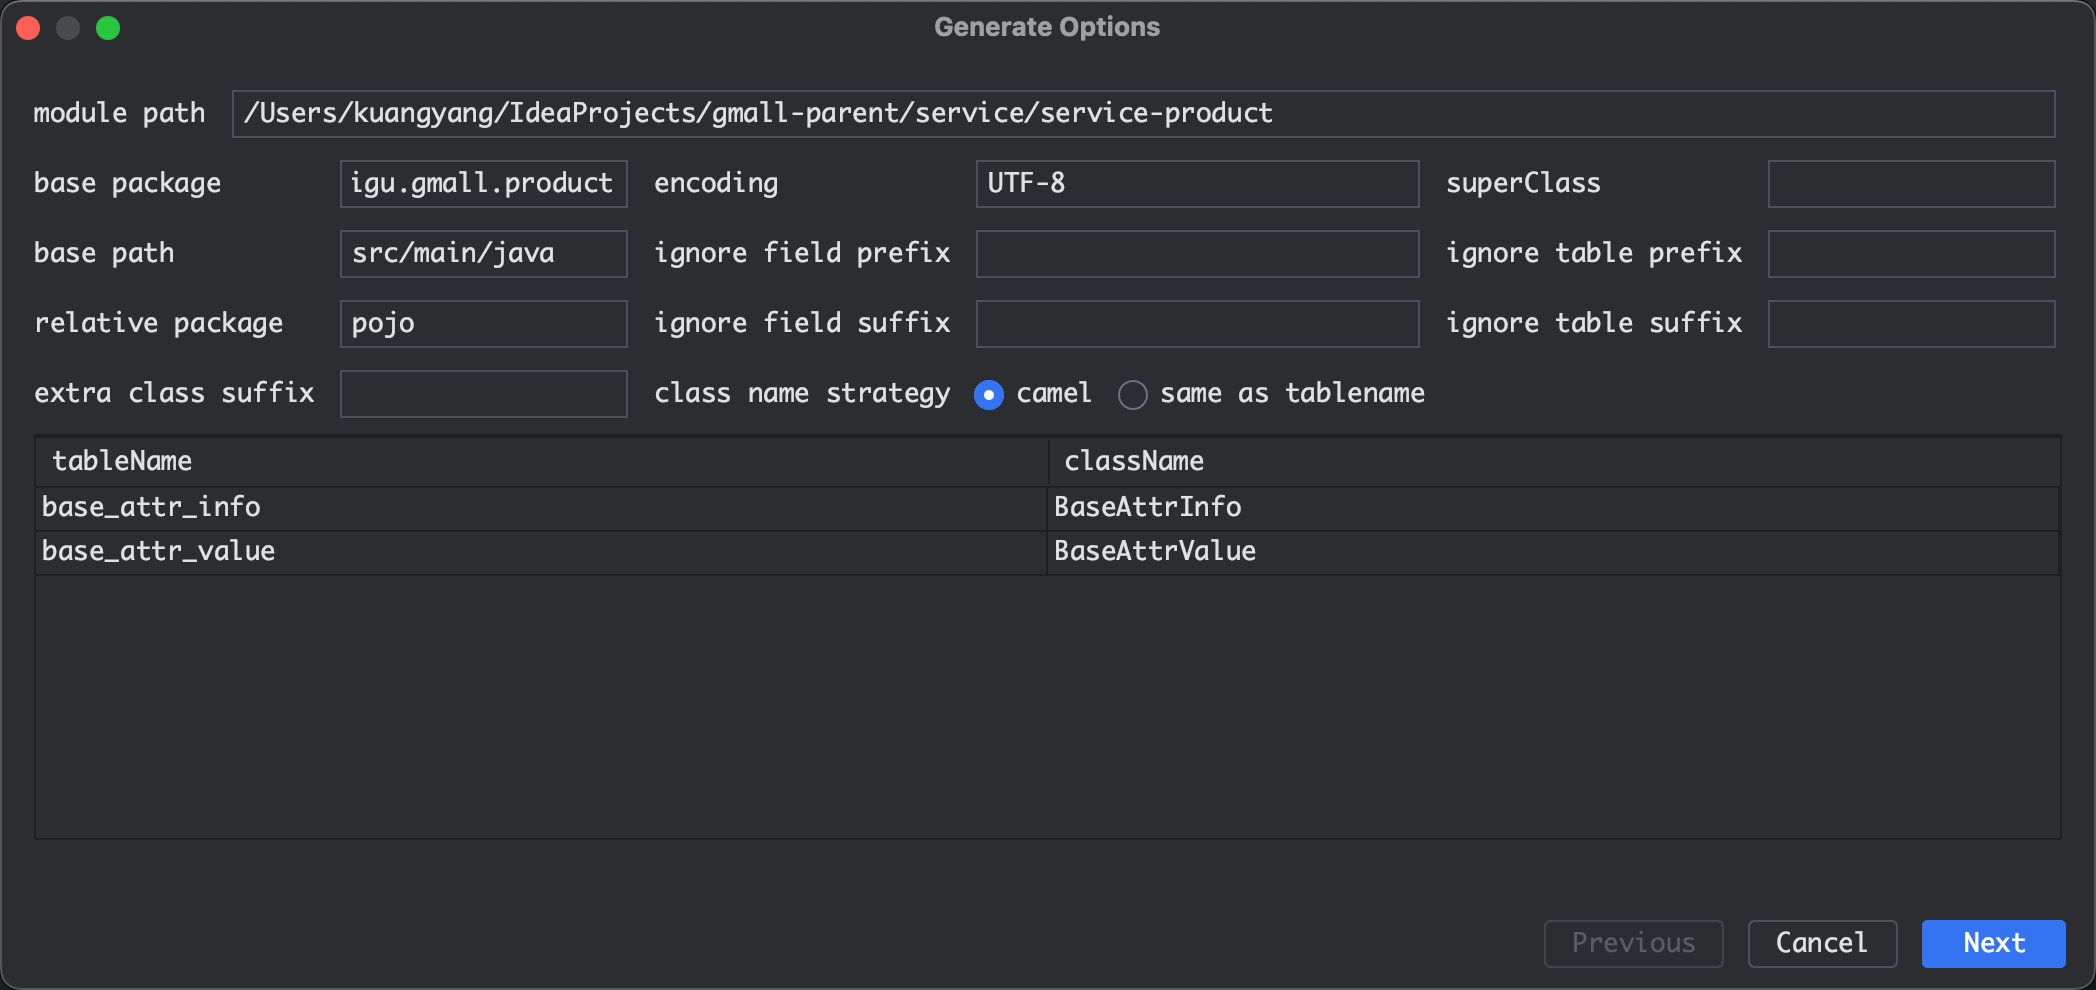 Generate Options
module path /Users/kuangyang/IdeaProjects/gmall-parent/service/service-product
base package igu.gmall.product encoding UTF-8 superClass
base path src/main/java ignore field prefix ignore table prefix
relative package pojo ignore field suffix ignore table suffix
extra class suffix class name strategy camel same as tablename
tableName className
base_attr_info BaseAttrInfo
base_attr_value BaseAttrValue
Previous Cancel Next